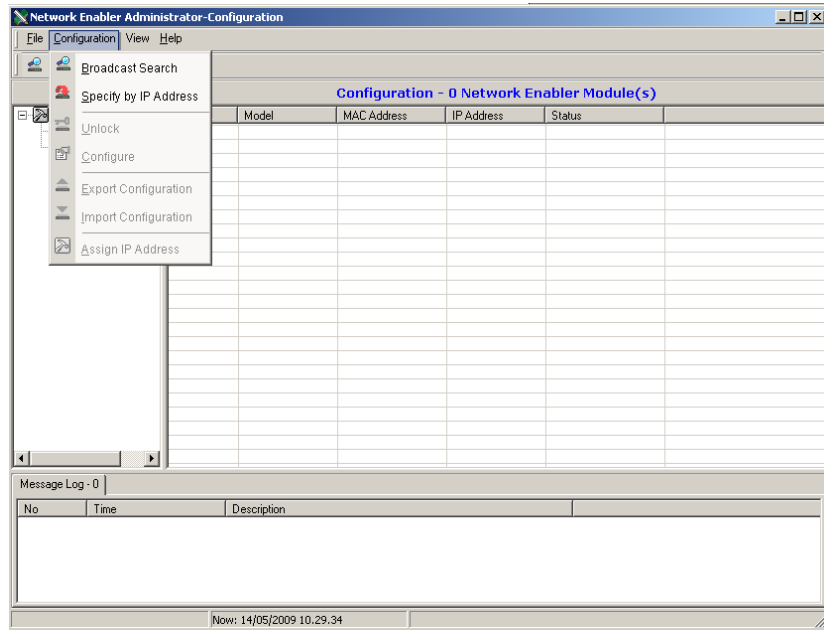 Network Enabler Administrator-Configuration
File Configuration View Help
Broadcast Search
Specify by IP Address
Unlock
Configure
Export Configuration
Import Configuration
Assign IP Address
Configuration - 0 Network Enabler Module(s)
Model MAC Address IP Address Status
Message Log - 0
No Time Description
Now: 14/05/2009 10.29.34